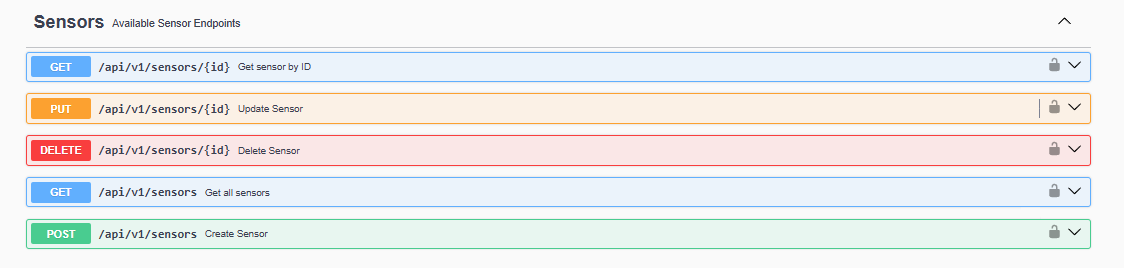 Sensors Available Sensor Endpoints
GET /api/v1/sensors/{id} Get sensor by ID
PUT /api/v1/sensors/{id} Update Sensor
DELETE /api/v1/sensors/{id} Delete Sensor
GET /api/v1/sensors Get all sensors
POST /api/v1/sensors Create Sensor